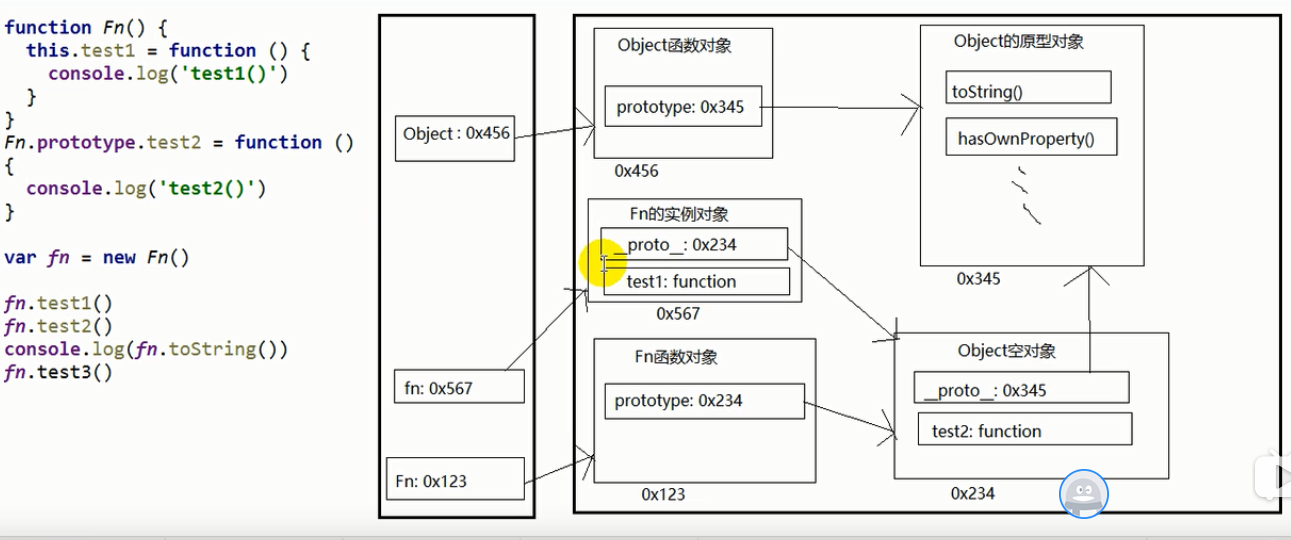 function Fn() {
this.test1 = function () {
console.log('test1()')
}
}
Fn.prototype.test2 = function ()
{
console.log('test2()')
}
var fn = new Fn()
fn.test1()
fn.test2()
console.log(fn.toString())
fn.test3()
Object : 0x456
fn: 0x567
Fn: 0x123
Object函数对象
prototype: 0x345
0x456
Fn的实例对象
__proto__: 0x234
test1: function
0x567
Fn函数对象
prototype: 0x234
0x123
Object的原型对象
toString()
hasOwnProperty()
0x345
Object空对象
__proto__: 0x345
test2: function
0x234